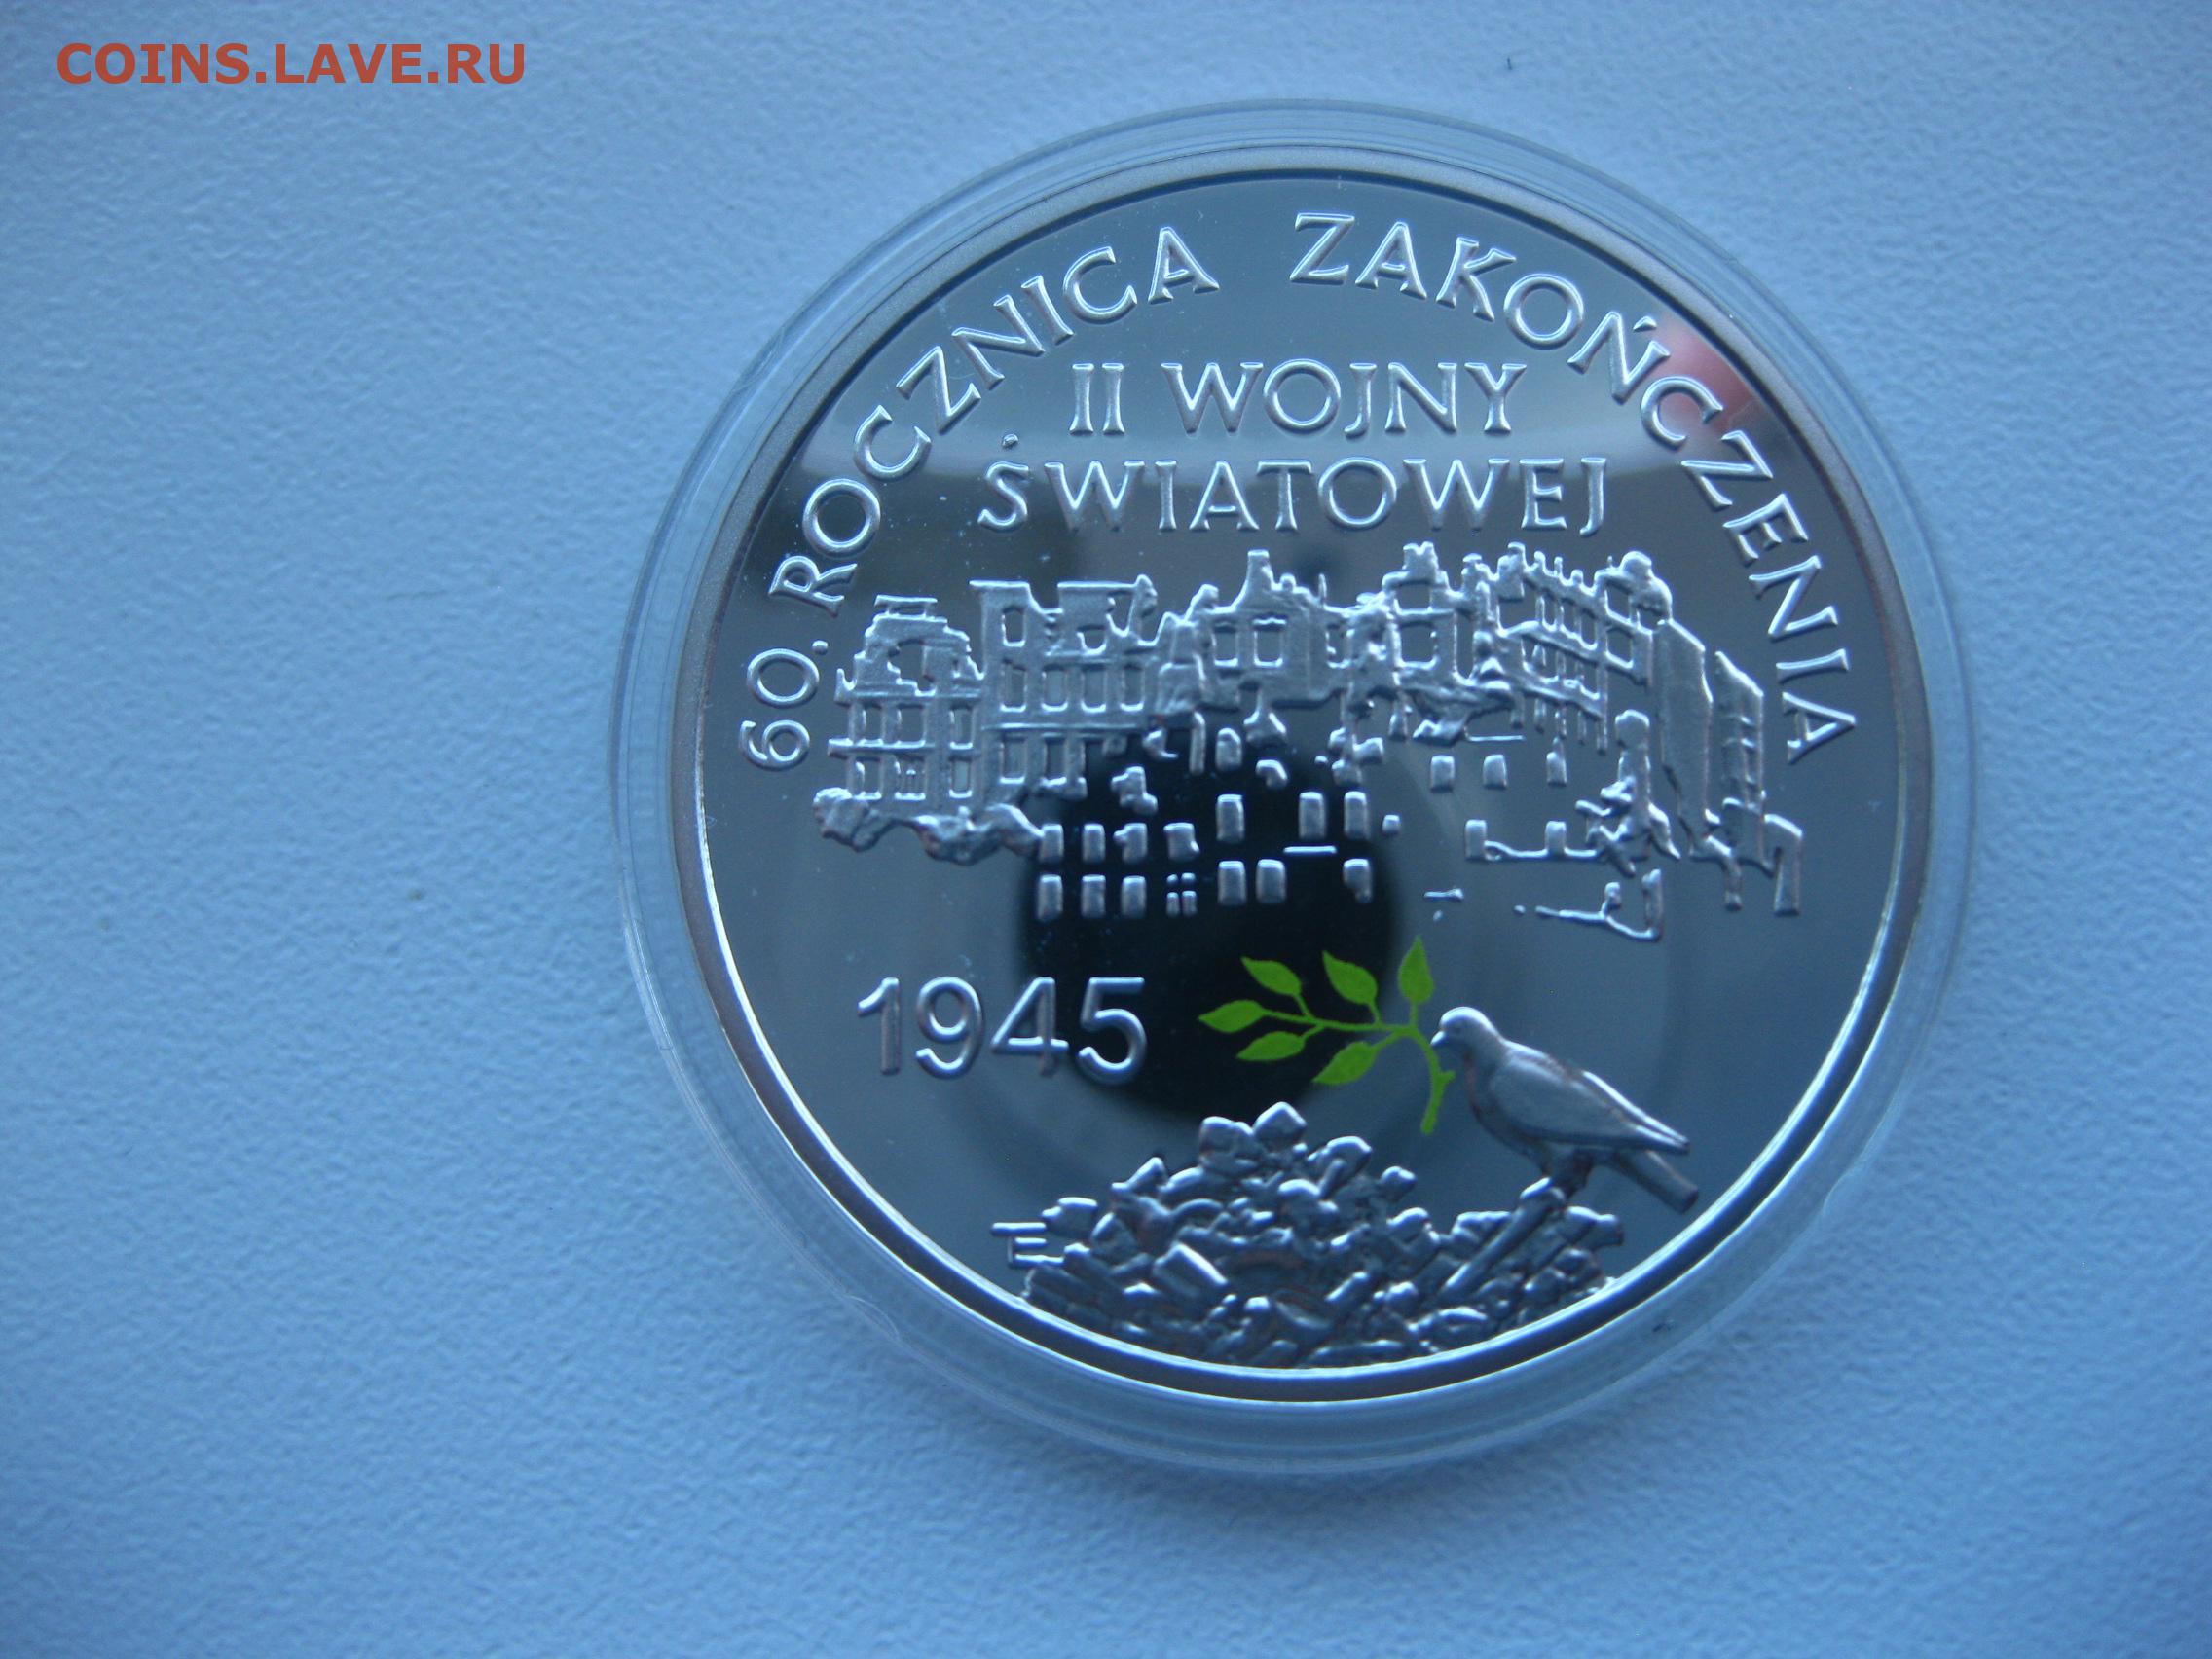 COINS.LAVE.RU
60. ROCZNICA ZAKOŃCZENIA
II WOJNY
ŚWIATOWEJ
1945